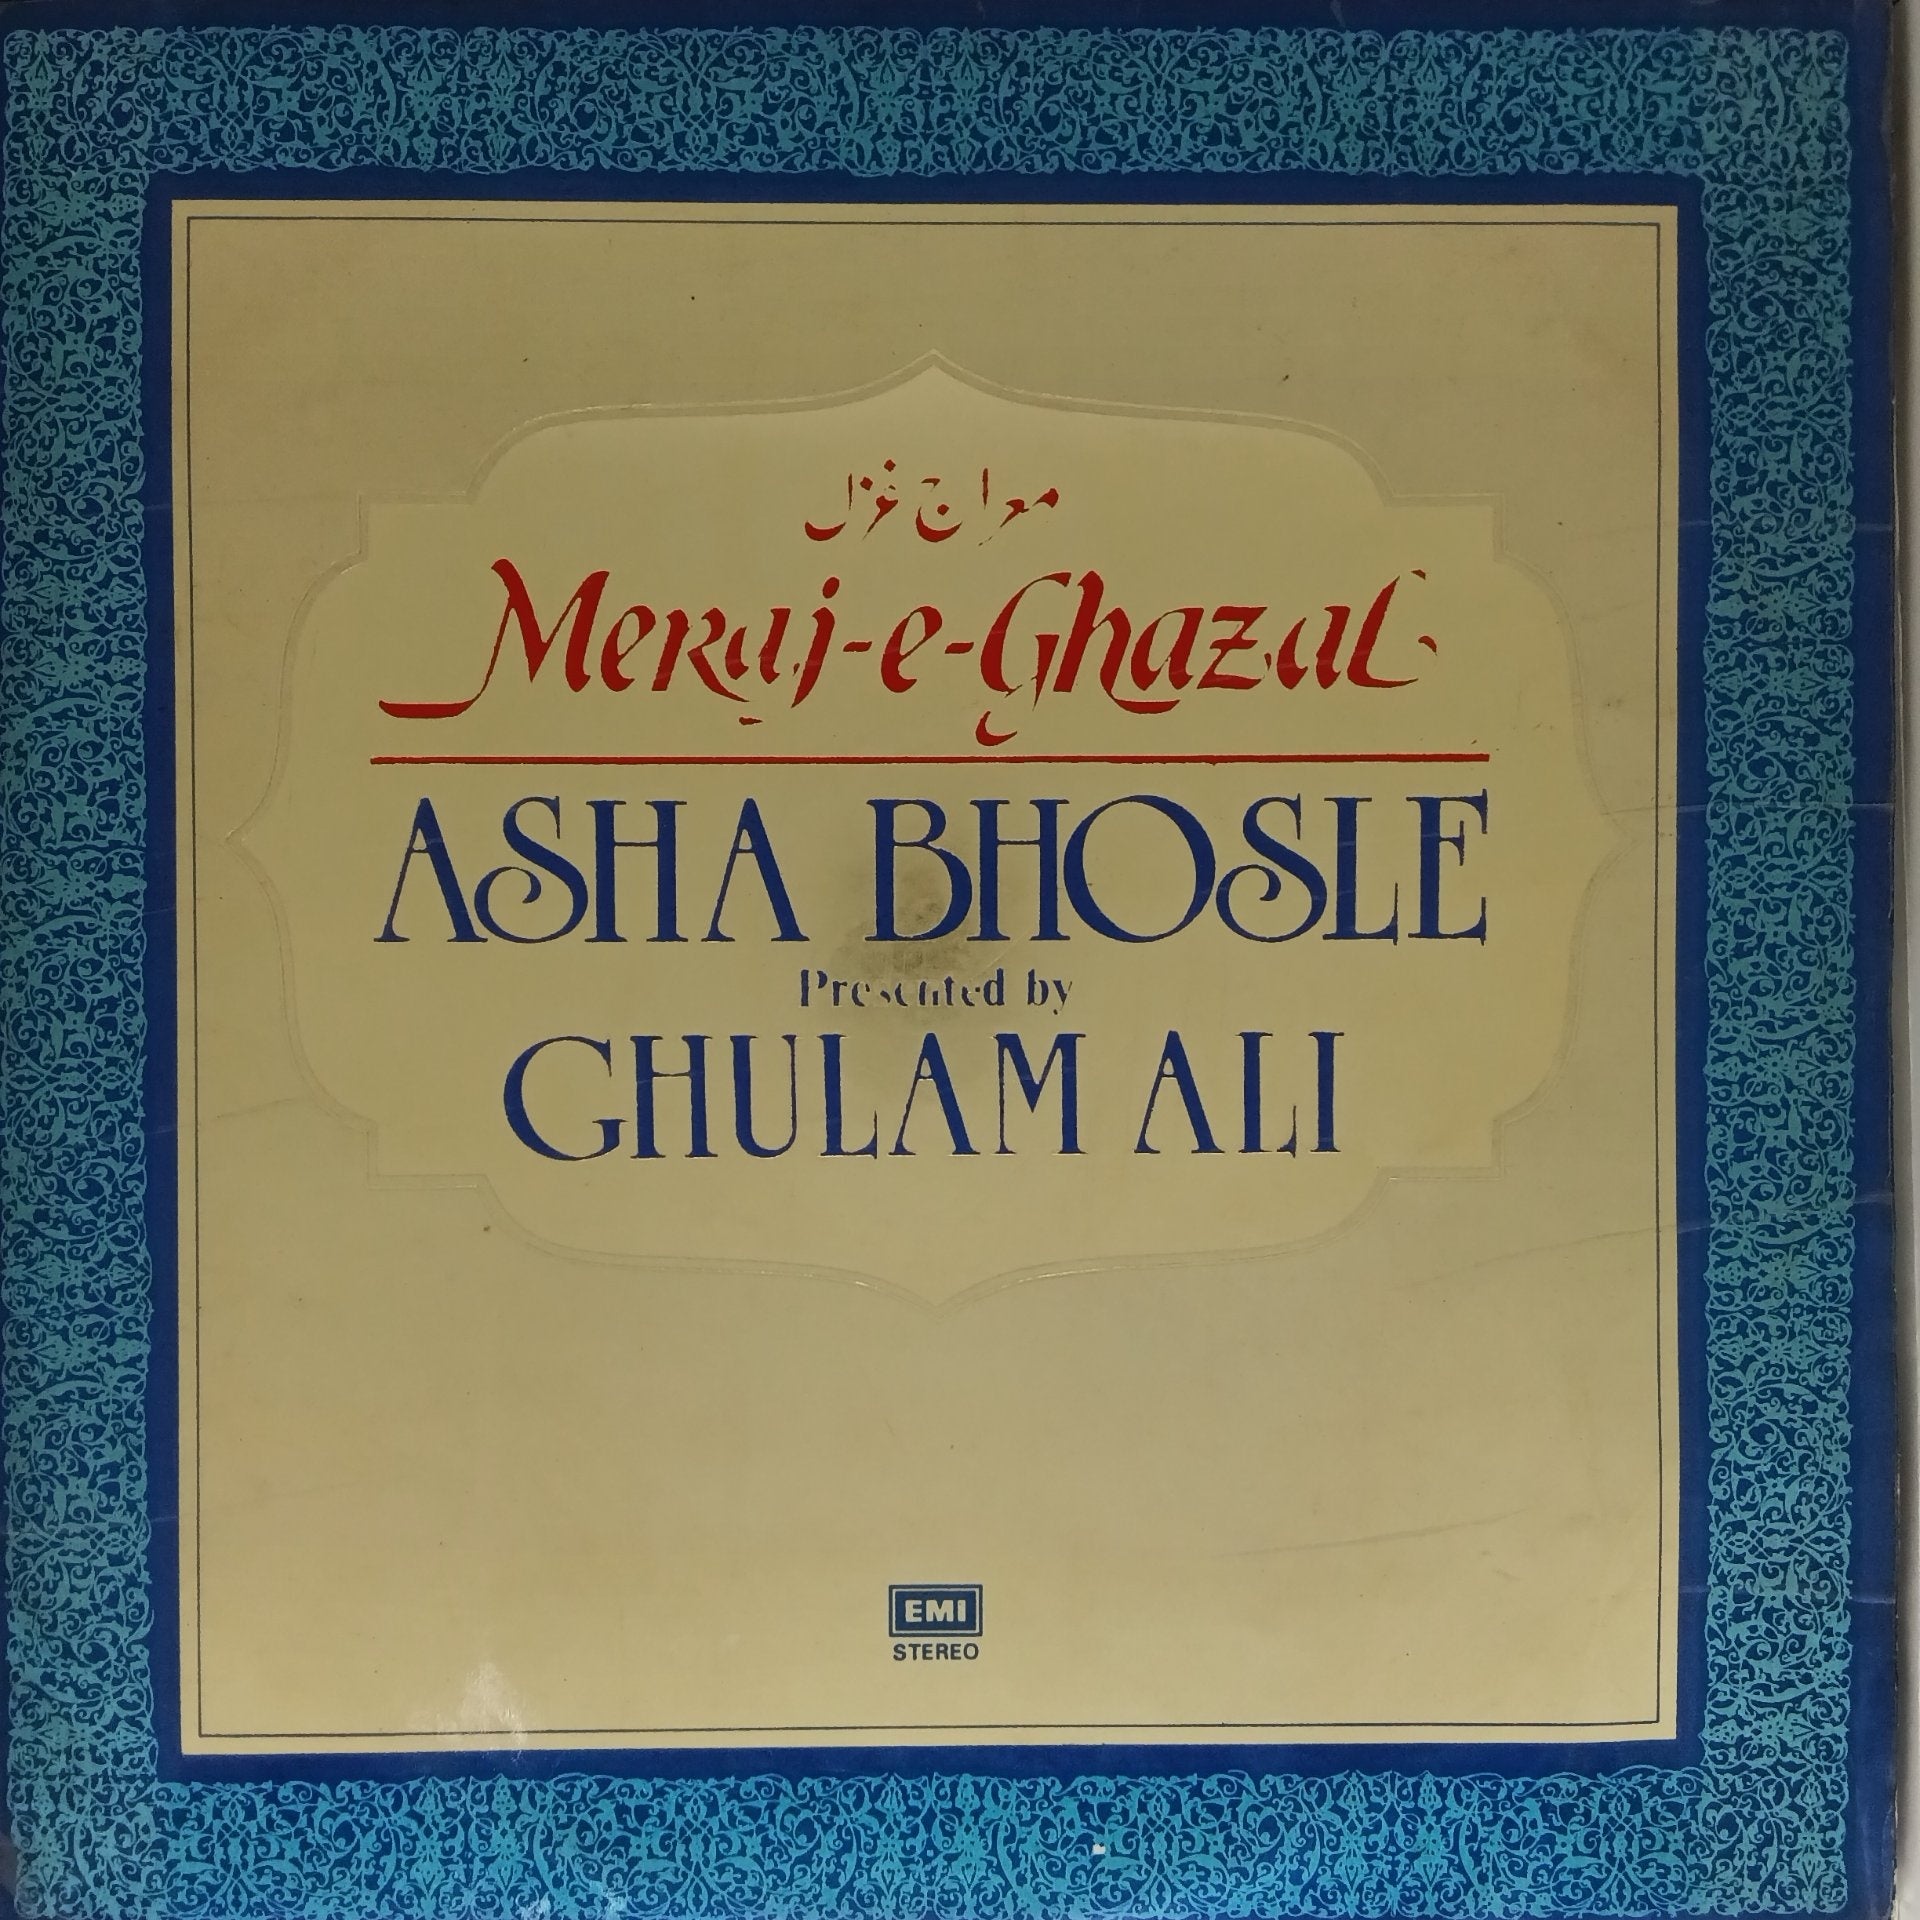 معراج غزل
Meraj-e-Ghazal
ASHA BHOSLE
Presented by
GHULAM ALI
EMI
STEREO